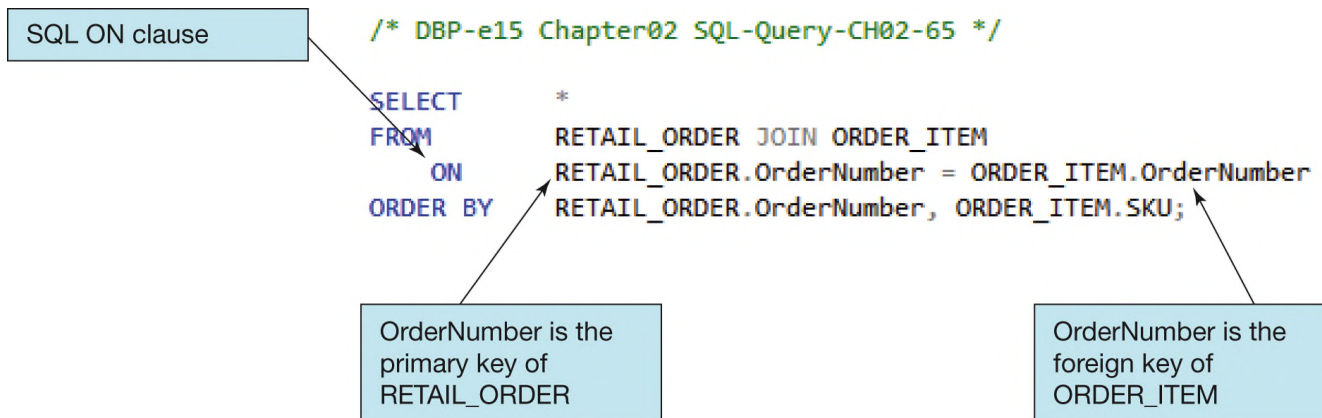 SQL ON clause
/* DBP-e15 Chapter02 SQL-Query-CH02-65 */
SELECT *
FROM RETAIL_ORDER JOIN ORDER_ITEM
ON RETAIL_ORDER.OrderNumber = ORDER_ITEM.OrderNumber
ORDER BY RETAIL_ORDER.OrderNumber, ORDER_ITEM.SKU;
OrderNumber is the
primary key of
RETAIL_ORDER
OrderNumber is the
foreign key of
ORDER_ITEM